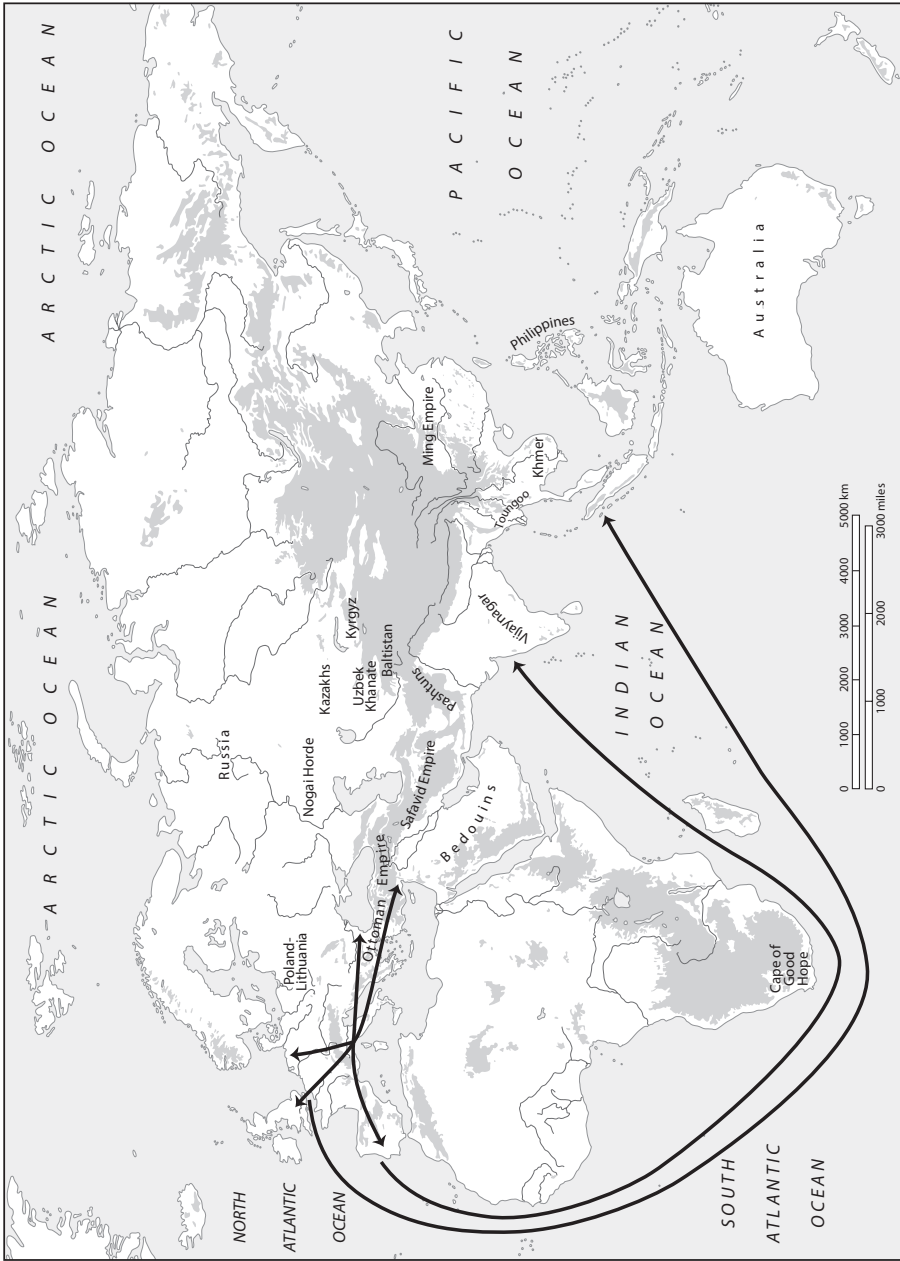 ARCTIC OCEAN
ARCTIC OCEAN
PACIFIC
OCEAN
NORTH
ATLANTIC
OCEAN
Russia
Poland-
Lithuania
Nogai Horde
Kazakhs
Kyrgyz
Uzbek
Khanate
Baltistan
Pashtuns
Ottoman Empire
Safavid Empire
Bedouins
Ming Empire
Vijaynagar
Toungoo
Khmer
Philippines
INDIAN
OCEAN
Australia
Cape of
Good
Hope
SOUTH
ATLANTIC
OCEAN
0 1000 2000 3000 4000 5000 km
0 1000 2000 3000 miles